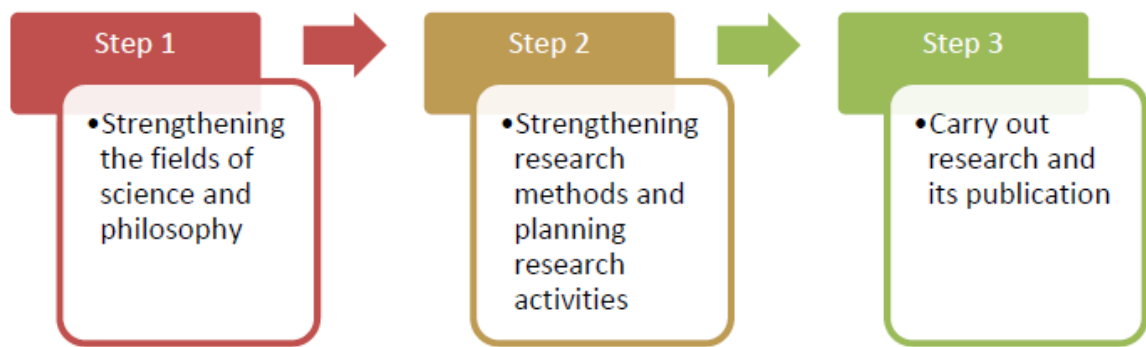 Step 1
•Strengthening
the fields of
science and
philosophy
Step 2
•Strengthening
research
methods and
planning
research
activities
Step 3
•Carry out
research and
its publication